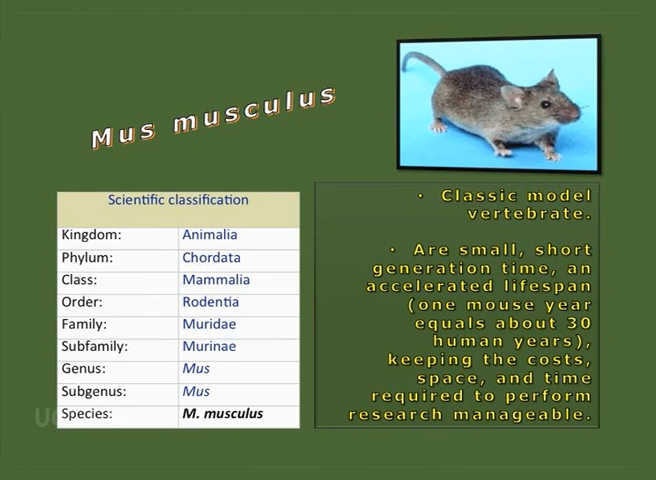 Mus musculus
Scientific classification
Kingdom: Animalia
Phylum: Chordata
Class: Mammalia
Order: Rodentia
Family: Muridae
Subfamily: Murinae
Genus: Mus
Subgenus: Mus
Species: M. musculus
· Classic model
vertebrate.
· Are small, short
generation time, an
accelerated lifespan
(one mouse year
equals about 30
human years),
keeping the costs,
space, and time
required to perform
research manageable.